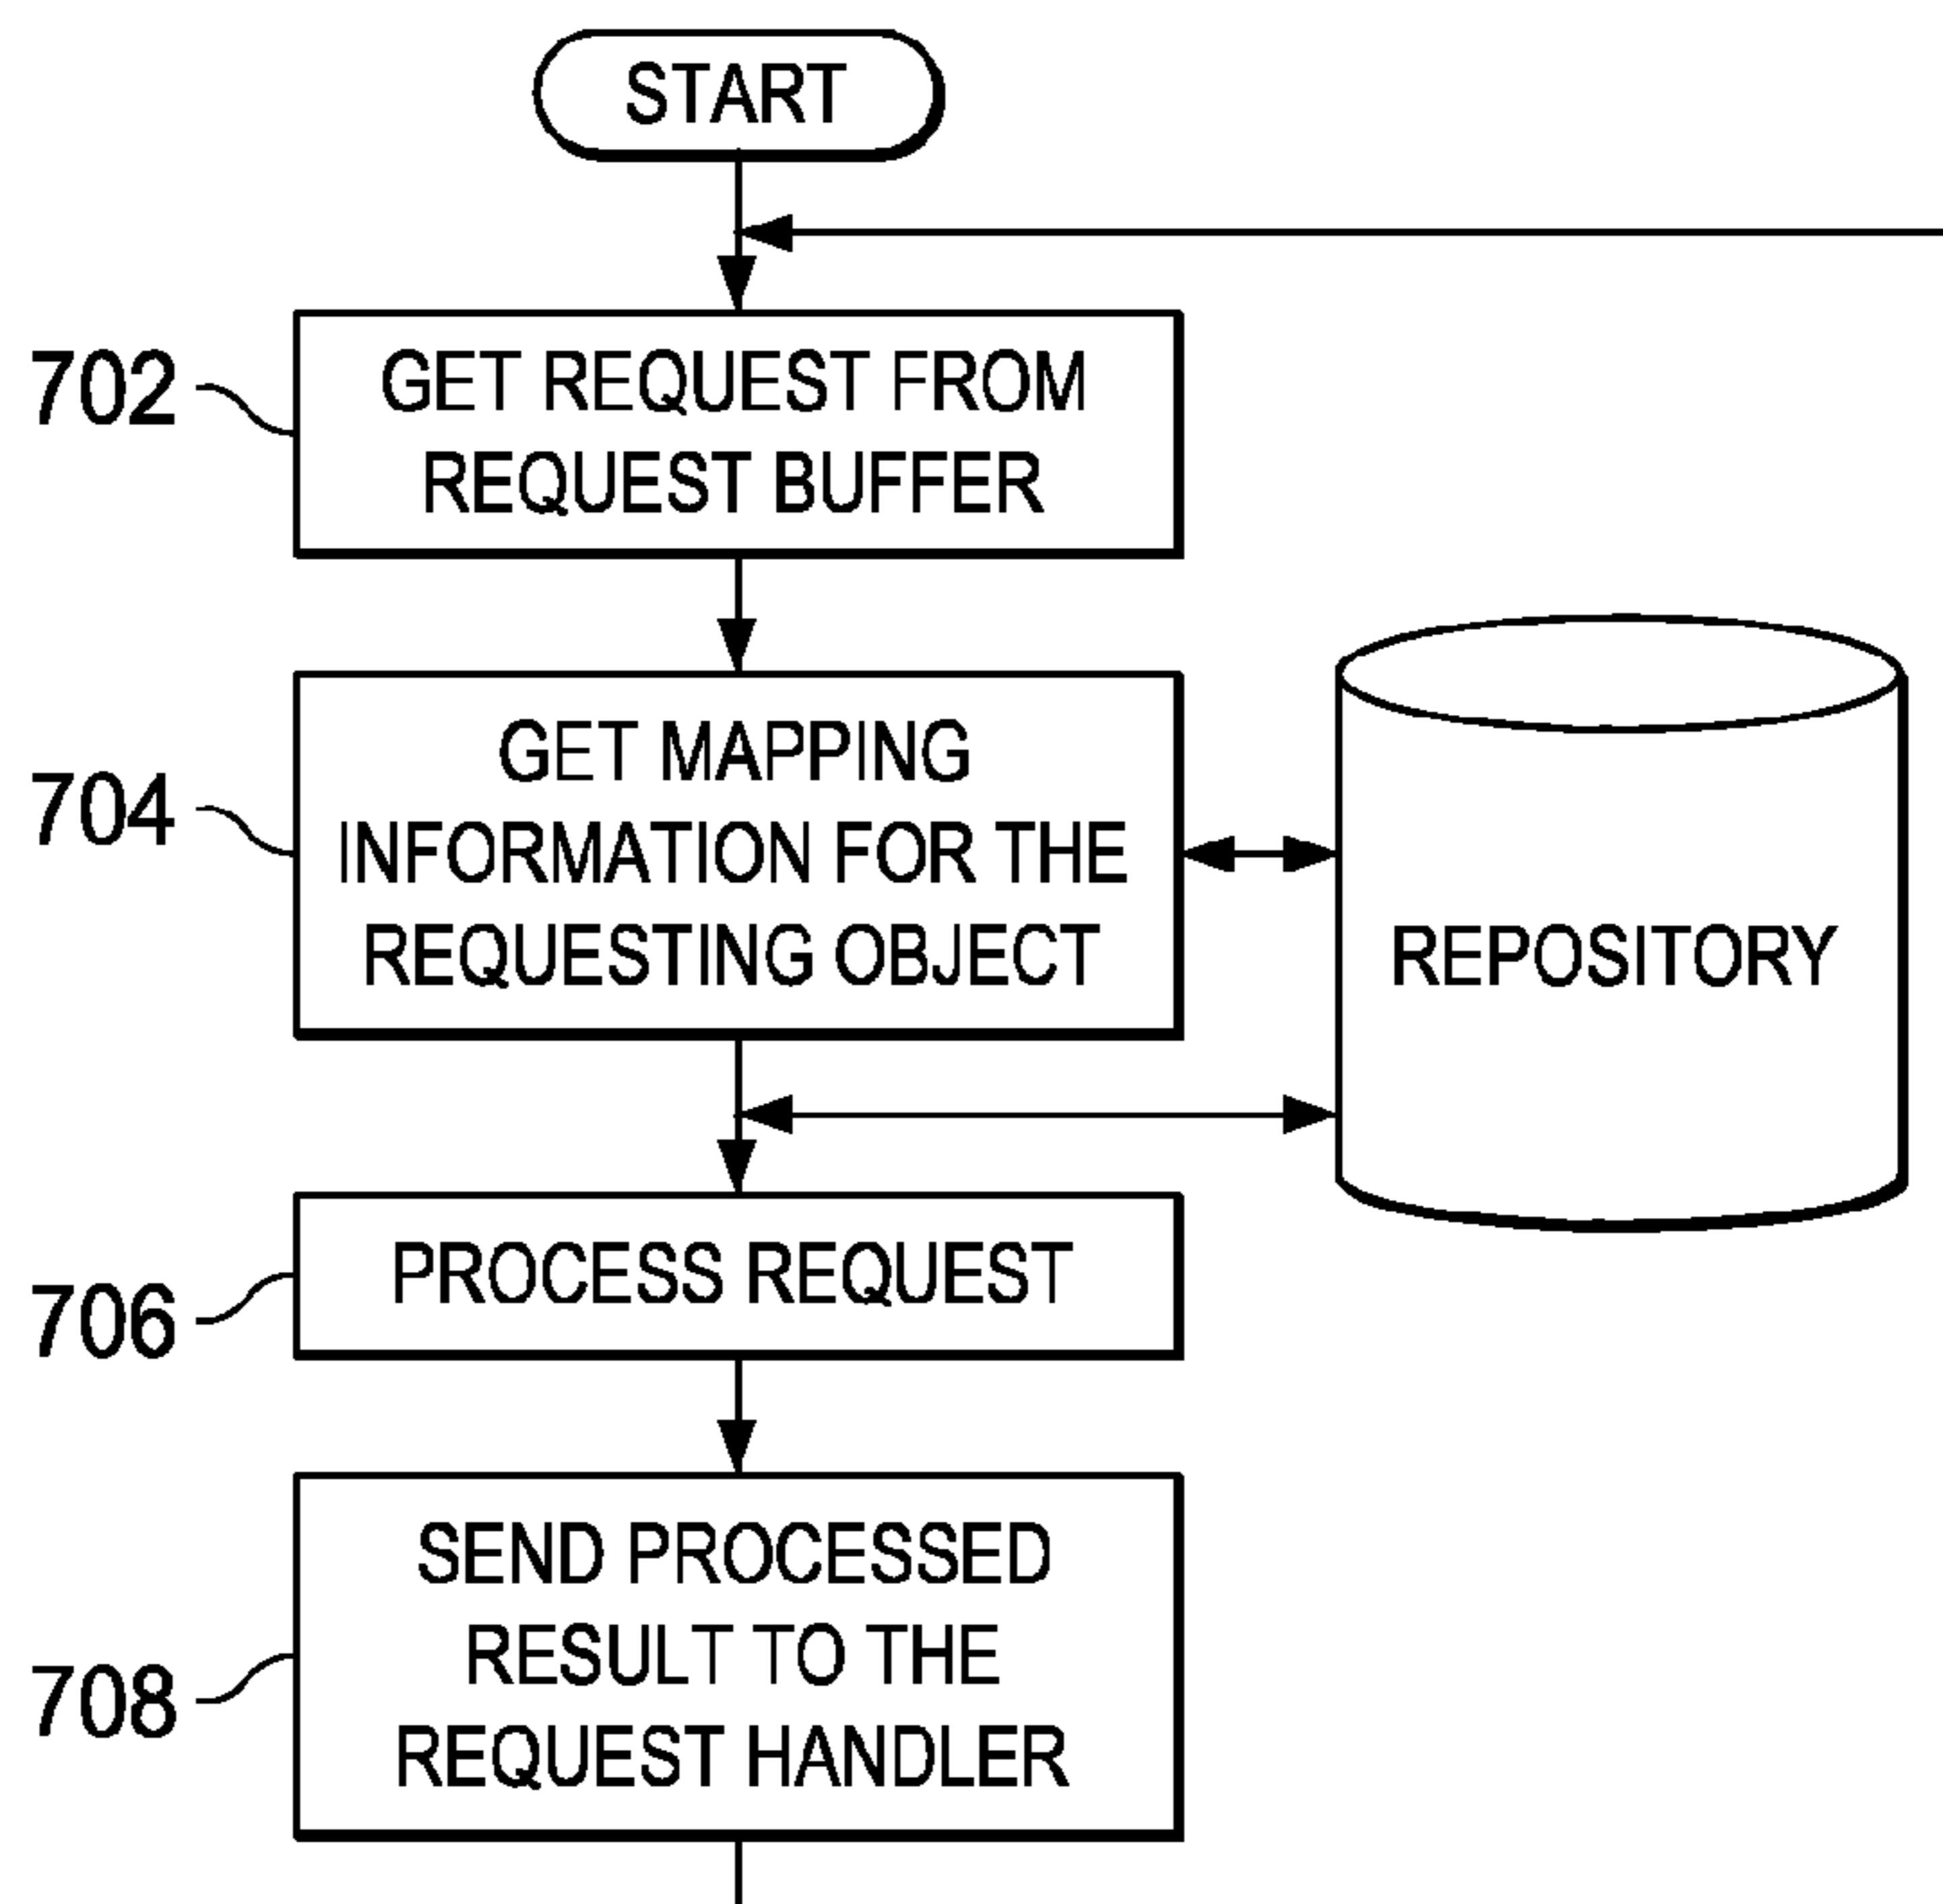 START
702
GET REQUEST FROM
REQUEST BUFFER
704
GET MAPPING
INFORMATION FOR THE
REQUESTING OBJECT
REPOSITORY
706
PROCESS REQUEST
708
SEND PROCESSED
RESULT TO THE
REQUEST HANDLER